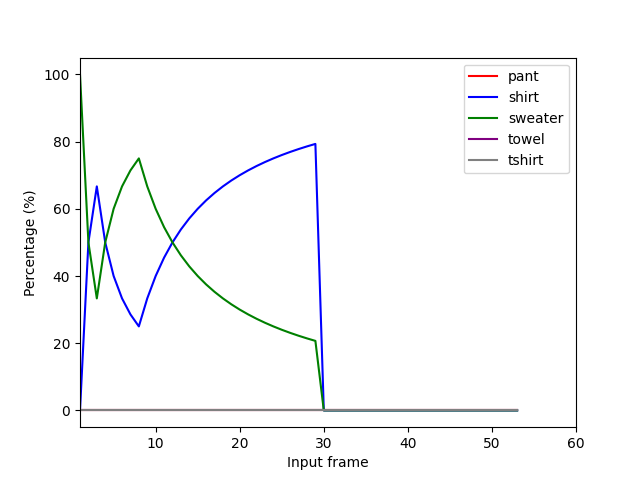 100
80
60
40
20
0
Percentage (%)
10 20 30 40 50 60
Input frame
pant
shirt
sweater
towel
tshirt